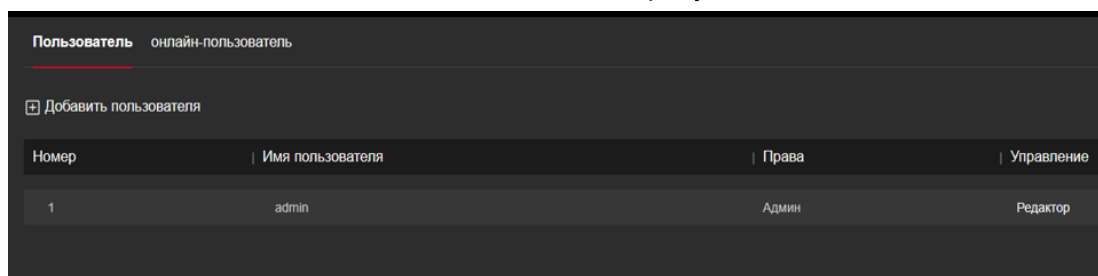 Пользователь онлайн-пользователь
Добавить пользователя
Номер | Имя пользователя | Права | Управление
1 admin Админ Редактор